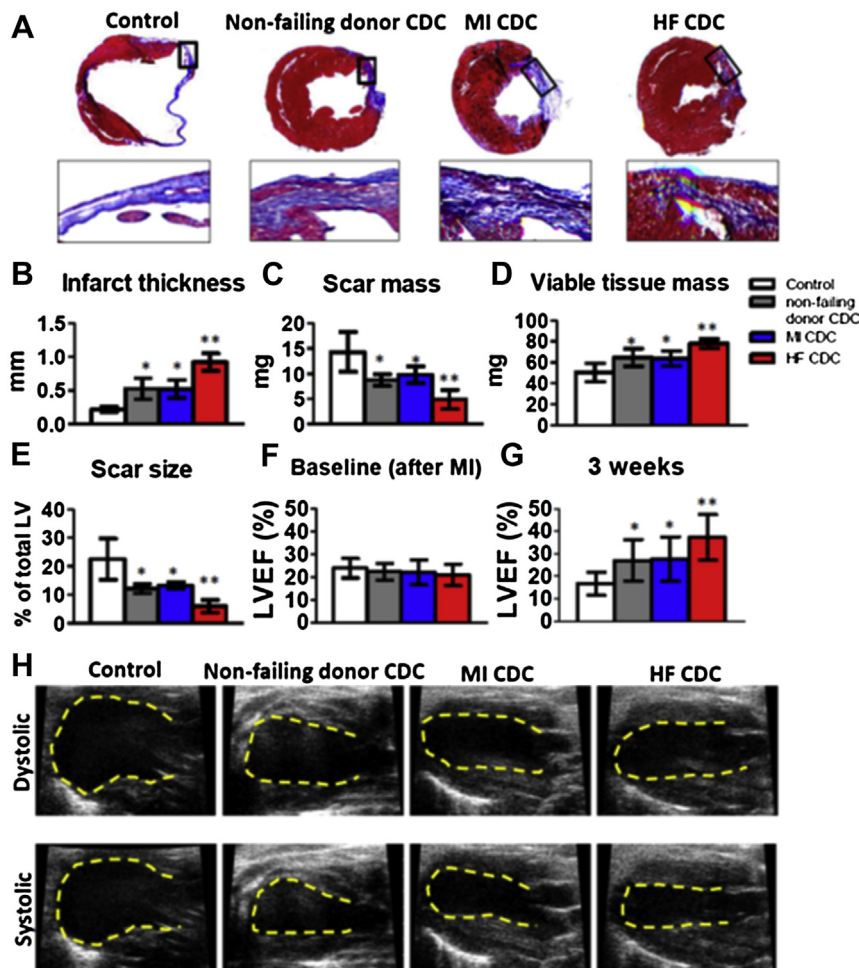 A
Control
Non-failing donor CDC
MI CDC
HF CDC
B
Infarct thickness
mm
1.5
1.0
0.5
0.0
*
*
**
C
Scar mass
mg
20
15
10
5
0
*
*
**
D
Viable tissue mass
mg
100
80
60
40
20
0
*
*
**
Control
non-failing
donor CDC
MI CDC
HF CDC
E
Scar size
% of total LV
40
30
20
10
0
*
*
**
F
Baseline (after MI)
LVEF (%)
50
40
30
20
10
0
G
3 weeks
LVEF (%)
50
40
30
20
10
0
*
*
**
H
Control
Non-failing donor CDC
MI CDC
HF CDC
Dystolic
Systolic